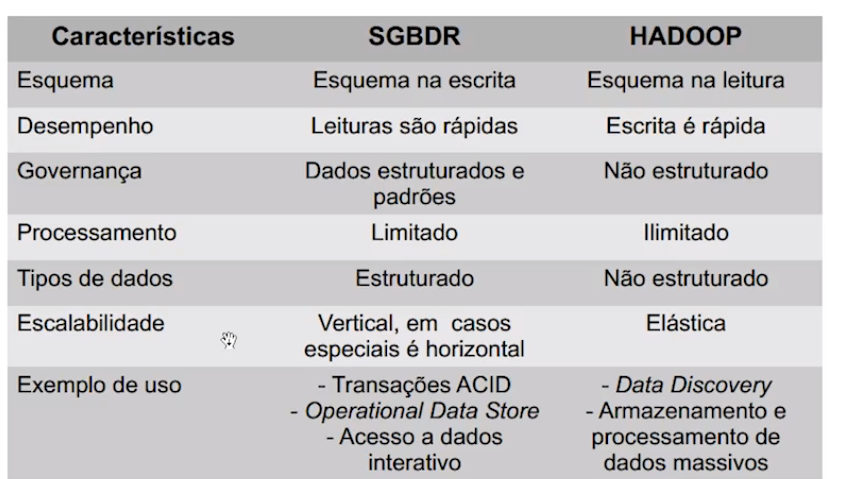 Características SGBDR HADOOP
Esquema Esquema na escrita Esquema na leitura
Desempenho Leituras são rápidas Escrita é rápida
Governança Dados estruturados e Não estruturado
padrões
Processamento Limitado Ilimitado
Tipos de dados Estruturado Não estruturado
Escalabilidade Vertical, em casos Elástica
especiais é horizontal
Exemplo de uso - Transações ACID - Data Discovery
- Operational Data Store - Armazenamento e
- Acesso a dados processamento de
interativo dados massivos